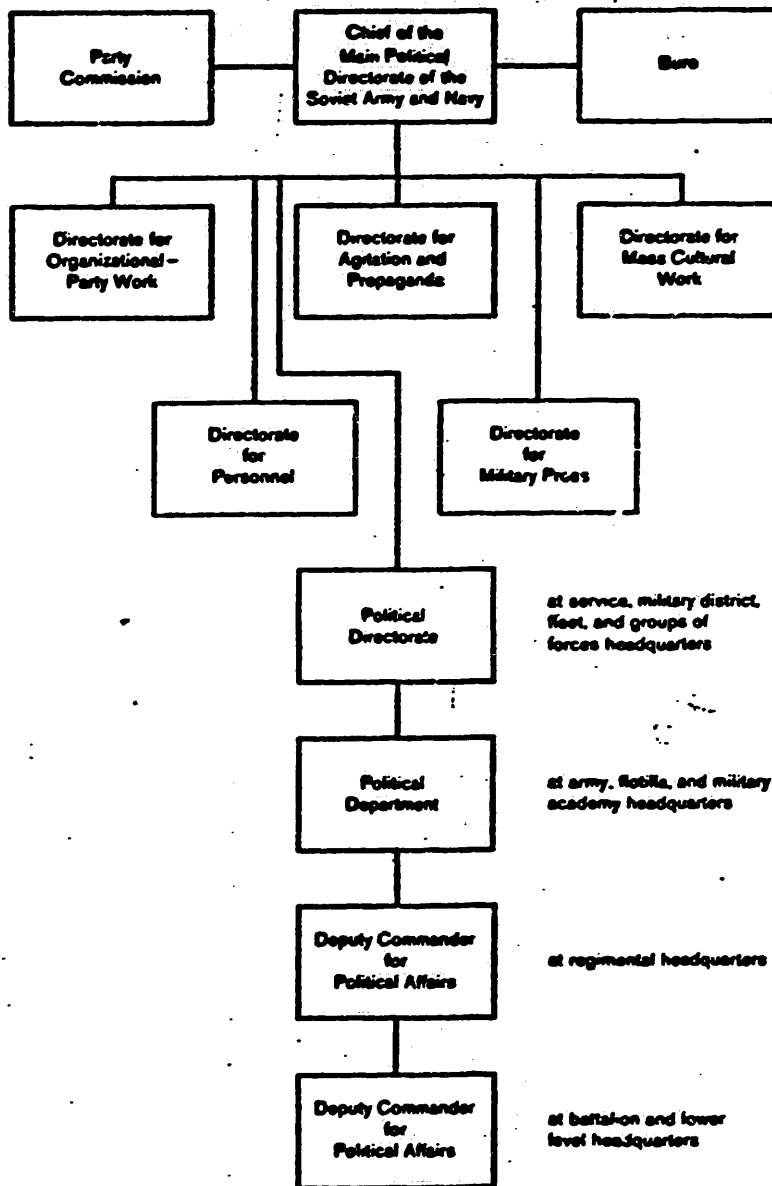 Party
Commission
Chief of the
Main Political
Directorate of the
Soviet Army and Navy
Buro
Directorate for
Organizational–
Party Work
Directorate for
Agitation and
Propaganda
Directorate for
Mass Cultural
Work
Directorate
for
Personnel
Directorate
for
Military Press
Political
Directorate
at service, military district,
fleet, and groups of
forces headquarters
Political
Department
at army, flotilla, and military
academy headquarters
Deputy Commander
for
Political Affairs
at regimental headquarters
Deputy Commander
for
Political Affairs
at battalion and lower
level headquarters